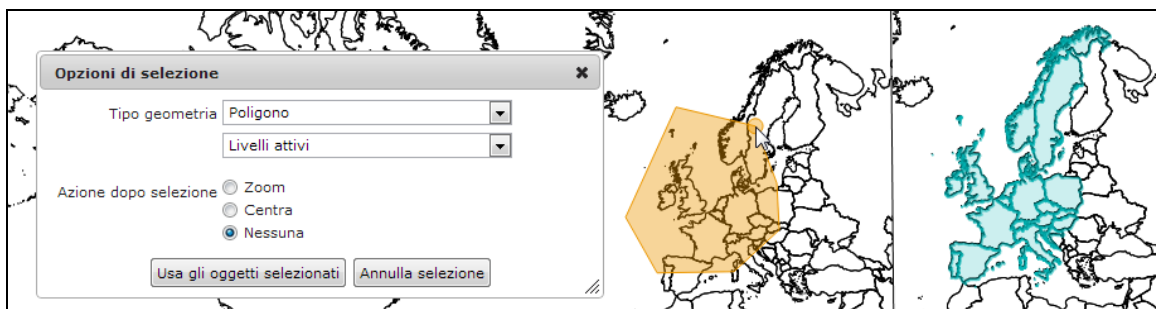 Opzioni di selezione
Tipo geometria Poligono
Livelli attivi
Azione dopo selezione Zoom
Centra
Nessuna
Usa gli oggetti selezionati Annulla selezione